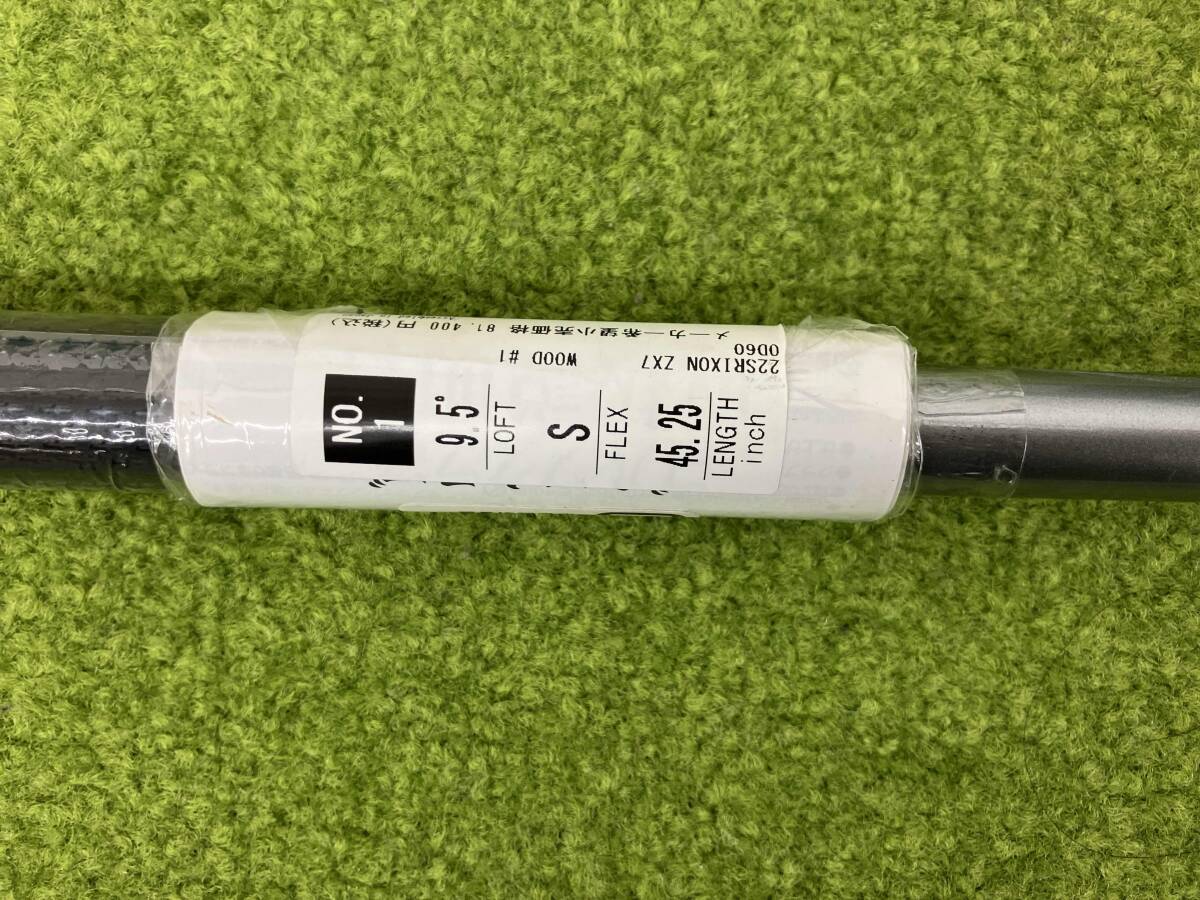 22SRIXON ZX7
WOOD #1
OD60
メーカー希望小売価格 81,400 円(税込)
NO.
1
9.5°
LOFT
S
FLEX
45.25
LENGTH
inch